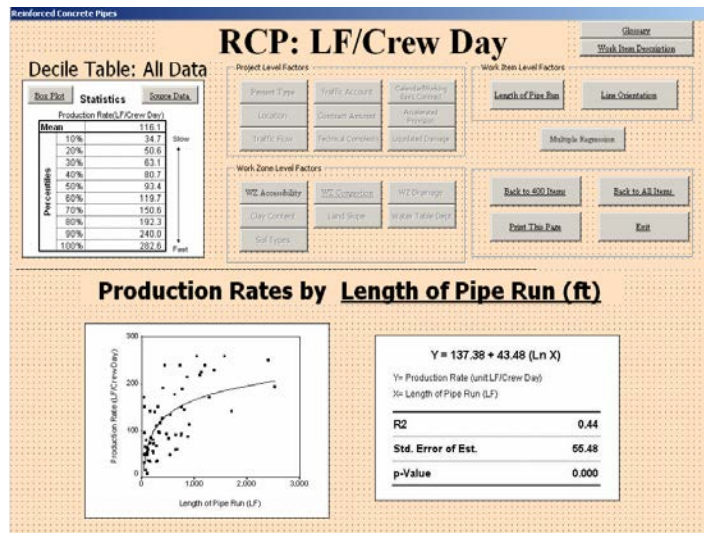 Reinforced Concrete Pipes
RCP: LF/Crew Day
Glossary
Work Item Description
Decile Table: All Data
Box Plot
Statistics
Source Data
Production Rate(LF/Crew Day)
Mean 116.1
Percentiles
10% 34.7
20% 50.6
30% 63.1
40% 80.7
50% 93.4
60% 119.7
70% 150.6
80% 192.3
90% 240.0
100% 282.6
Slow
Fast
Project Level Factors
Project Type
Traffic Account
Location
Contract Amount
Accelerated
Provision
Traffic Flow
Technical Complexity
Liquidated Damage
Work Item Level Factors
Length of Pipe Run
Line Orientation
Multiple Regression
Work Zone Level Factors
WZ Accessibility
WZ Congestion
WZ Drainage
Clay Content
Land Slope
Water Table Dept
Soil Types
Back to 400 Items
Back to All Items
Print This Page
Exit
Production Rates by Length of Pipe Run (ft)
Production Rate (LF/CrewDay)
300
200
100
0
0 1,000 2,000 3,000
Length of Pipe Run (LF)
Y = 137.38 + 43.48 (Ln X)
Y= Production Rate (unit:LF/Crew Day)
X= Length of Pipe Run (LF)
R2 0.44
Std. Error of Est. 55.48
p-Value 0.000